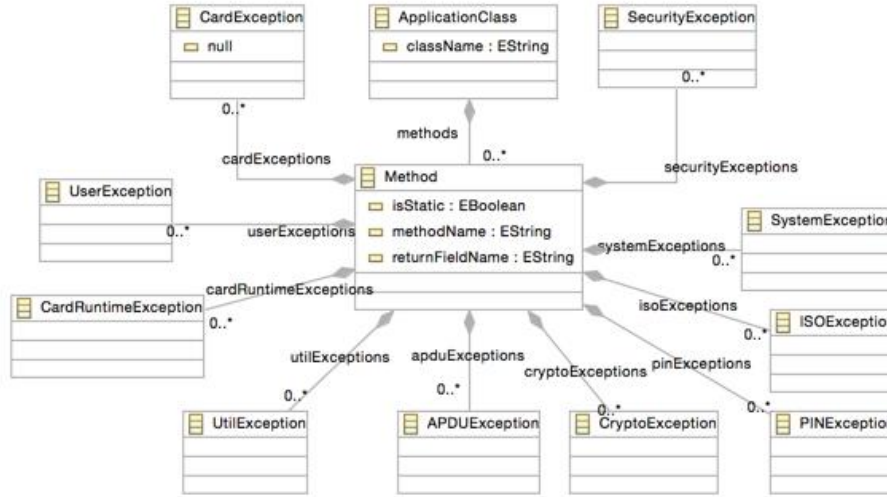 CardException
null
ApplicationClass
className : EString
SecurityException
0..*
0..*
methods
0..*
cardExceptions
securityExceptions
Method
isStatic : EBoolean
methodName : EString
returnFieldName : EString
UserException
0..*
userExceptions
SystemException
systemExceptions
0..*
cardRuntimeExceptions
CardRuntimeException
0..*
isoExceptions
0..*
ISOExceptio
utilExceptions
0..*
apduExceptions
0..*
cryptoExceptions
0..*
pinExceptions
0..*
UtilException
APDUException
CryptoException
PINExceptio